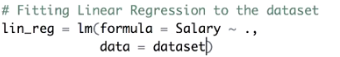 # Fitting Linear Regression to the dataset
lin_reg = lm(formula = Salary ~ .,
data = dataset)